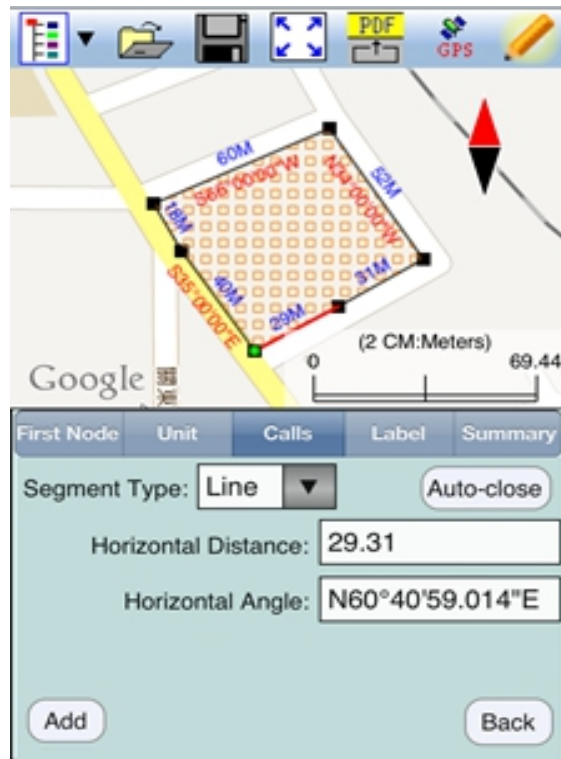 PDF
GPS
60M
S66°00'00"W
N34°00'00"W
52M
18M
S35°00'00"E
40M
31M
29M
(2 CM:Meters)
0 69.44
Google
First Node Unit Calls Label Summary
Segment Type: Line Auto-close
Horizontal Distance: 29.31
Horizontal Angle: N60°40'59.014"E
Add Back